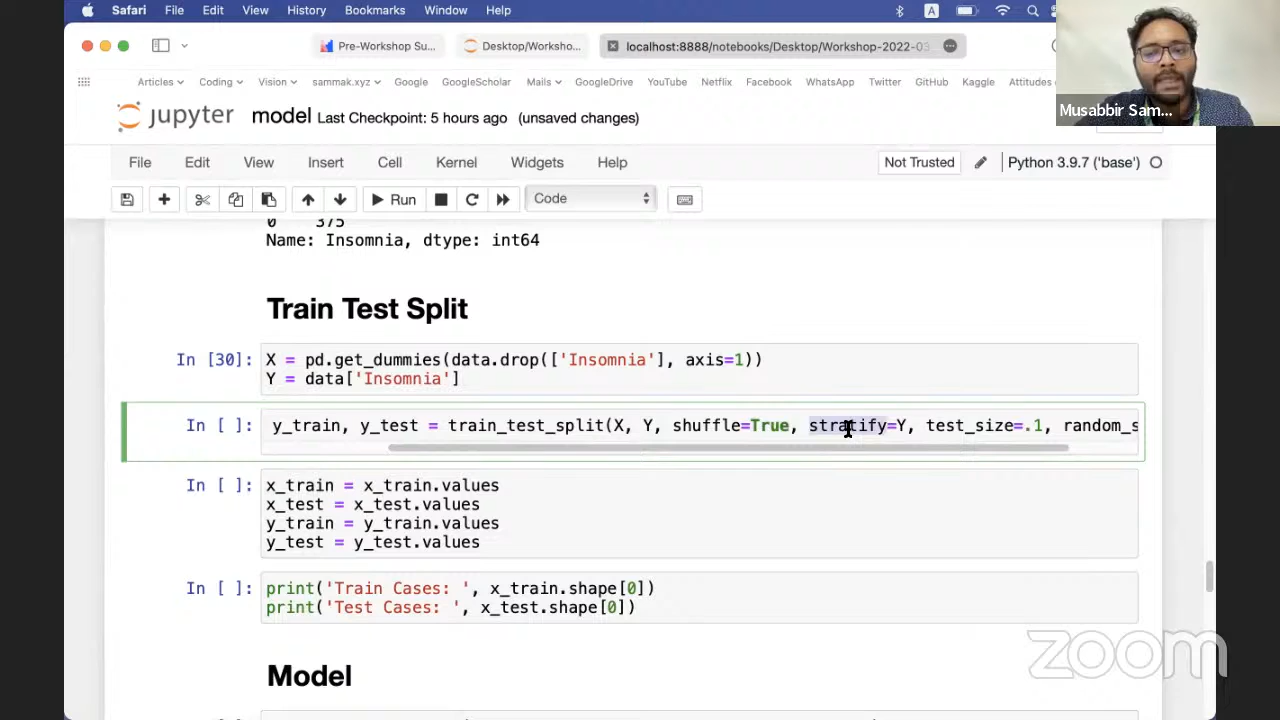 Safari File Edit View History Bookmarks Window Help
A
Pre-Workshop Su... Desktop/Worksho... localhost:8888/notebooks/Desktop/Workshop-2022-03
Articles Coding Vision sammak.xyz Google GoogleScholar Mails GoogleDrive YouTube Netflix Facebook WhatsApp Twitter GitHub Kaggle Attitudes
Musabbir Sam...
jupyter model Last Checkpoint: 5 hours ago (unsaved changes)
File Edit View Insert Cell Kernel Widgets Help Not Trusted Python 3.9.7 ('base')
Run Code
0 375
Name: Insomnia, dtype: int64
Train Test Split
In [30]: X = pd.get_dummies(data.drop(['Insomnia'], axis=1))
Y = data['Insomnia']
In [ ]: y_train, y_test = train_test_split(X, Y, shuffle=True, stratify=Y, test_size=.1, random_s
In [ ]: x_train = x_train.values
x_test = x_test.values
y_train = y_train.values
y_test = y_test.values
In [ ]: print('Train Cases: ', x_train.shape[0])
print('Test Cases: ', x_test.shape[0])
Model
zoom